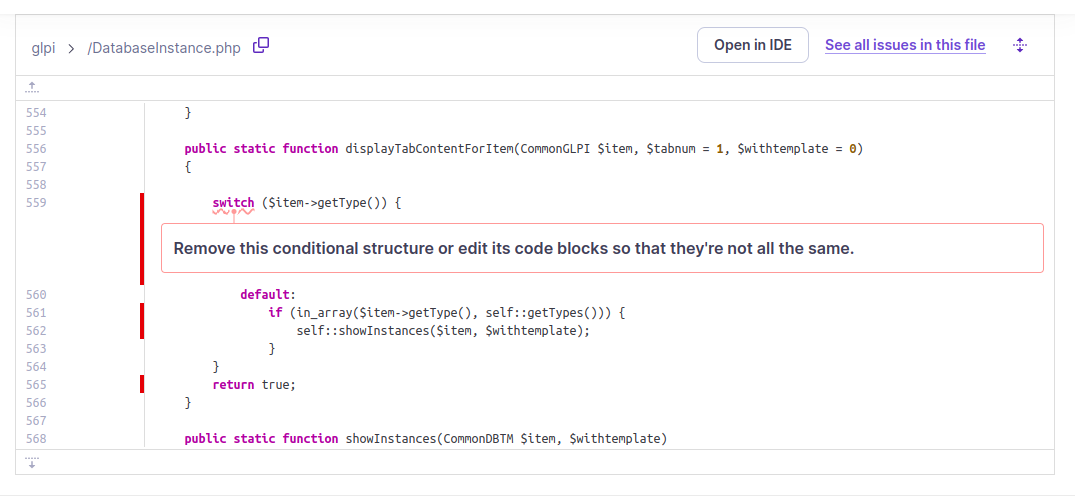 glpi > /DatabaseInstance.php Open in IDE See all issues in this file
554 }
555
556 public static function displayTabContentForItem(CommonGLPI $item, $tabnum = 1, $withtemplate = 0)
557 {
558
559 switch ($item->getType()) {
Remove this conditional structure or edit its code blocks so that they're not all the same.
560 default:
561 if (in_array($item->getType(), self::getTypes())) {
562 self::showInstances($item, $withtemplate);
563 }
564 }
565 return true;
566 }
567
568 public static function showInstances(CommonDBTM $item, $withtemplate)